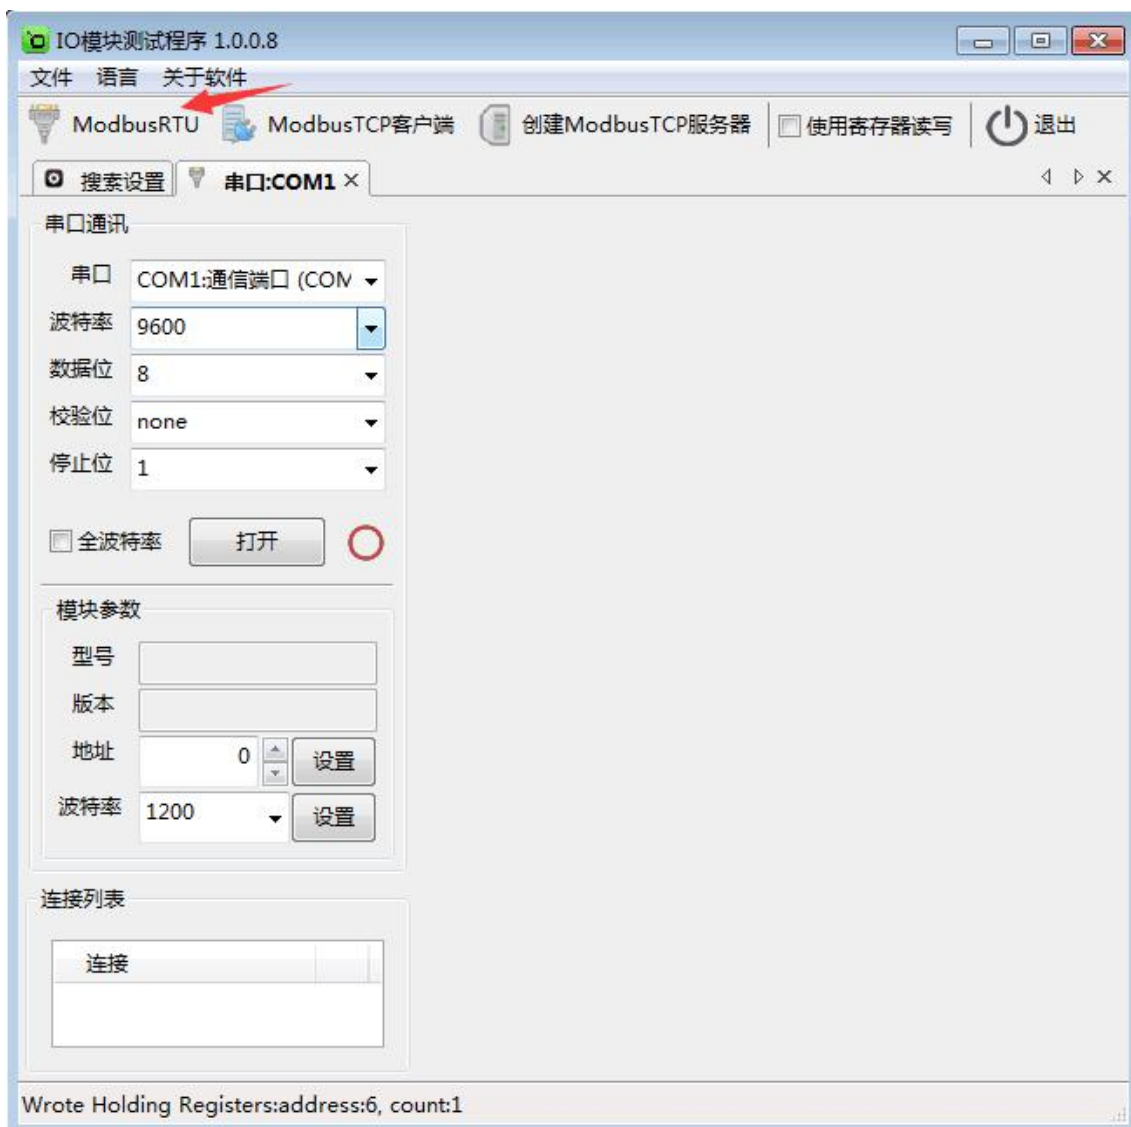 IO模块测试程序 1.0.0.8
文件 语言 关于软件
ModbusRTU ModbusTCP客户端 创建ModbusTCP服务器 使用寄存器读写 退出
搜索设置 串口:COM1
串口通讯
串口 COM1:通信端口 (COM
波特率 9600
数据位 8
校验位 none
停止位 1
全波特率 打开
模块参数
型号
版本
地址 0 设置
波特率 1200 设置
连接列表
连接
Wrote Holding Registers:address:6, count:1